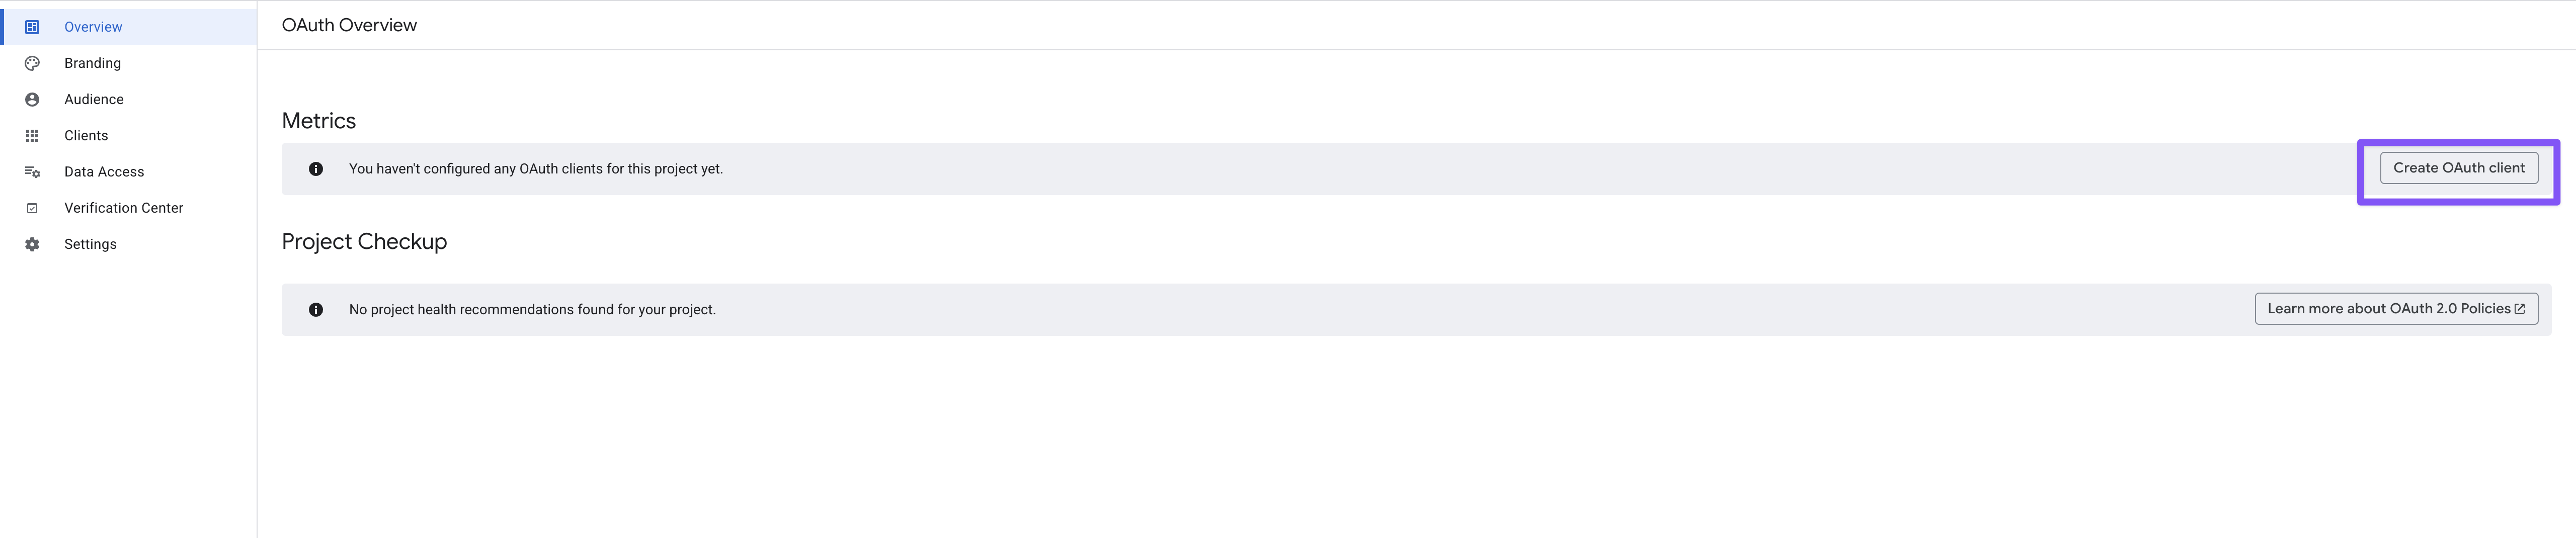 Overview
Branding
Audience
Clients
Data Access
Verification Center
Settings
OAuth Overview
Metrics
You haven't configured any OAuth clients for this project yet.
Create OAuth client
Project Checkup
No project health recommendations found for your project.
Learn more about OAuth 2.0 Policies